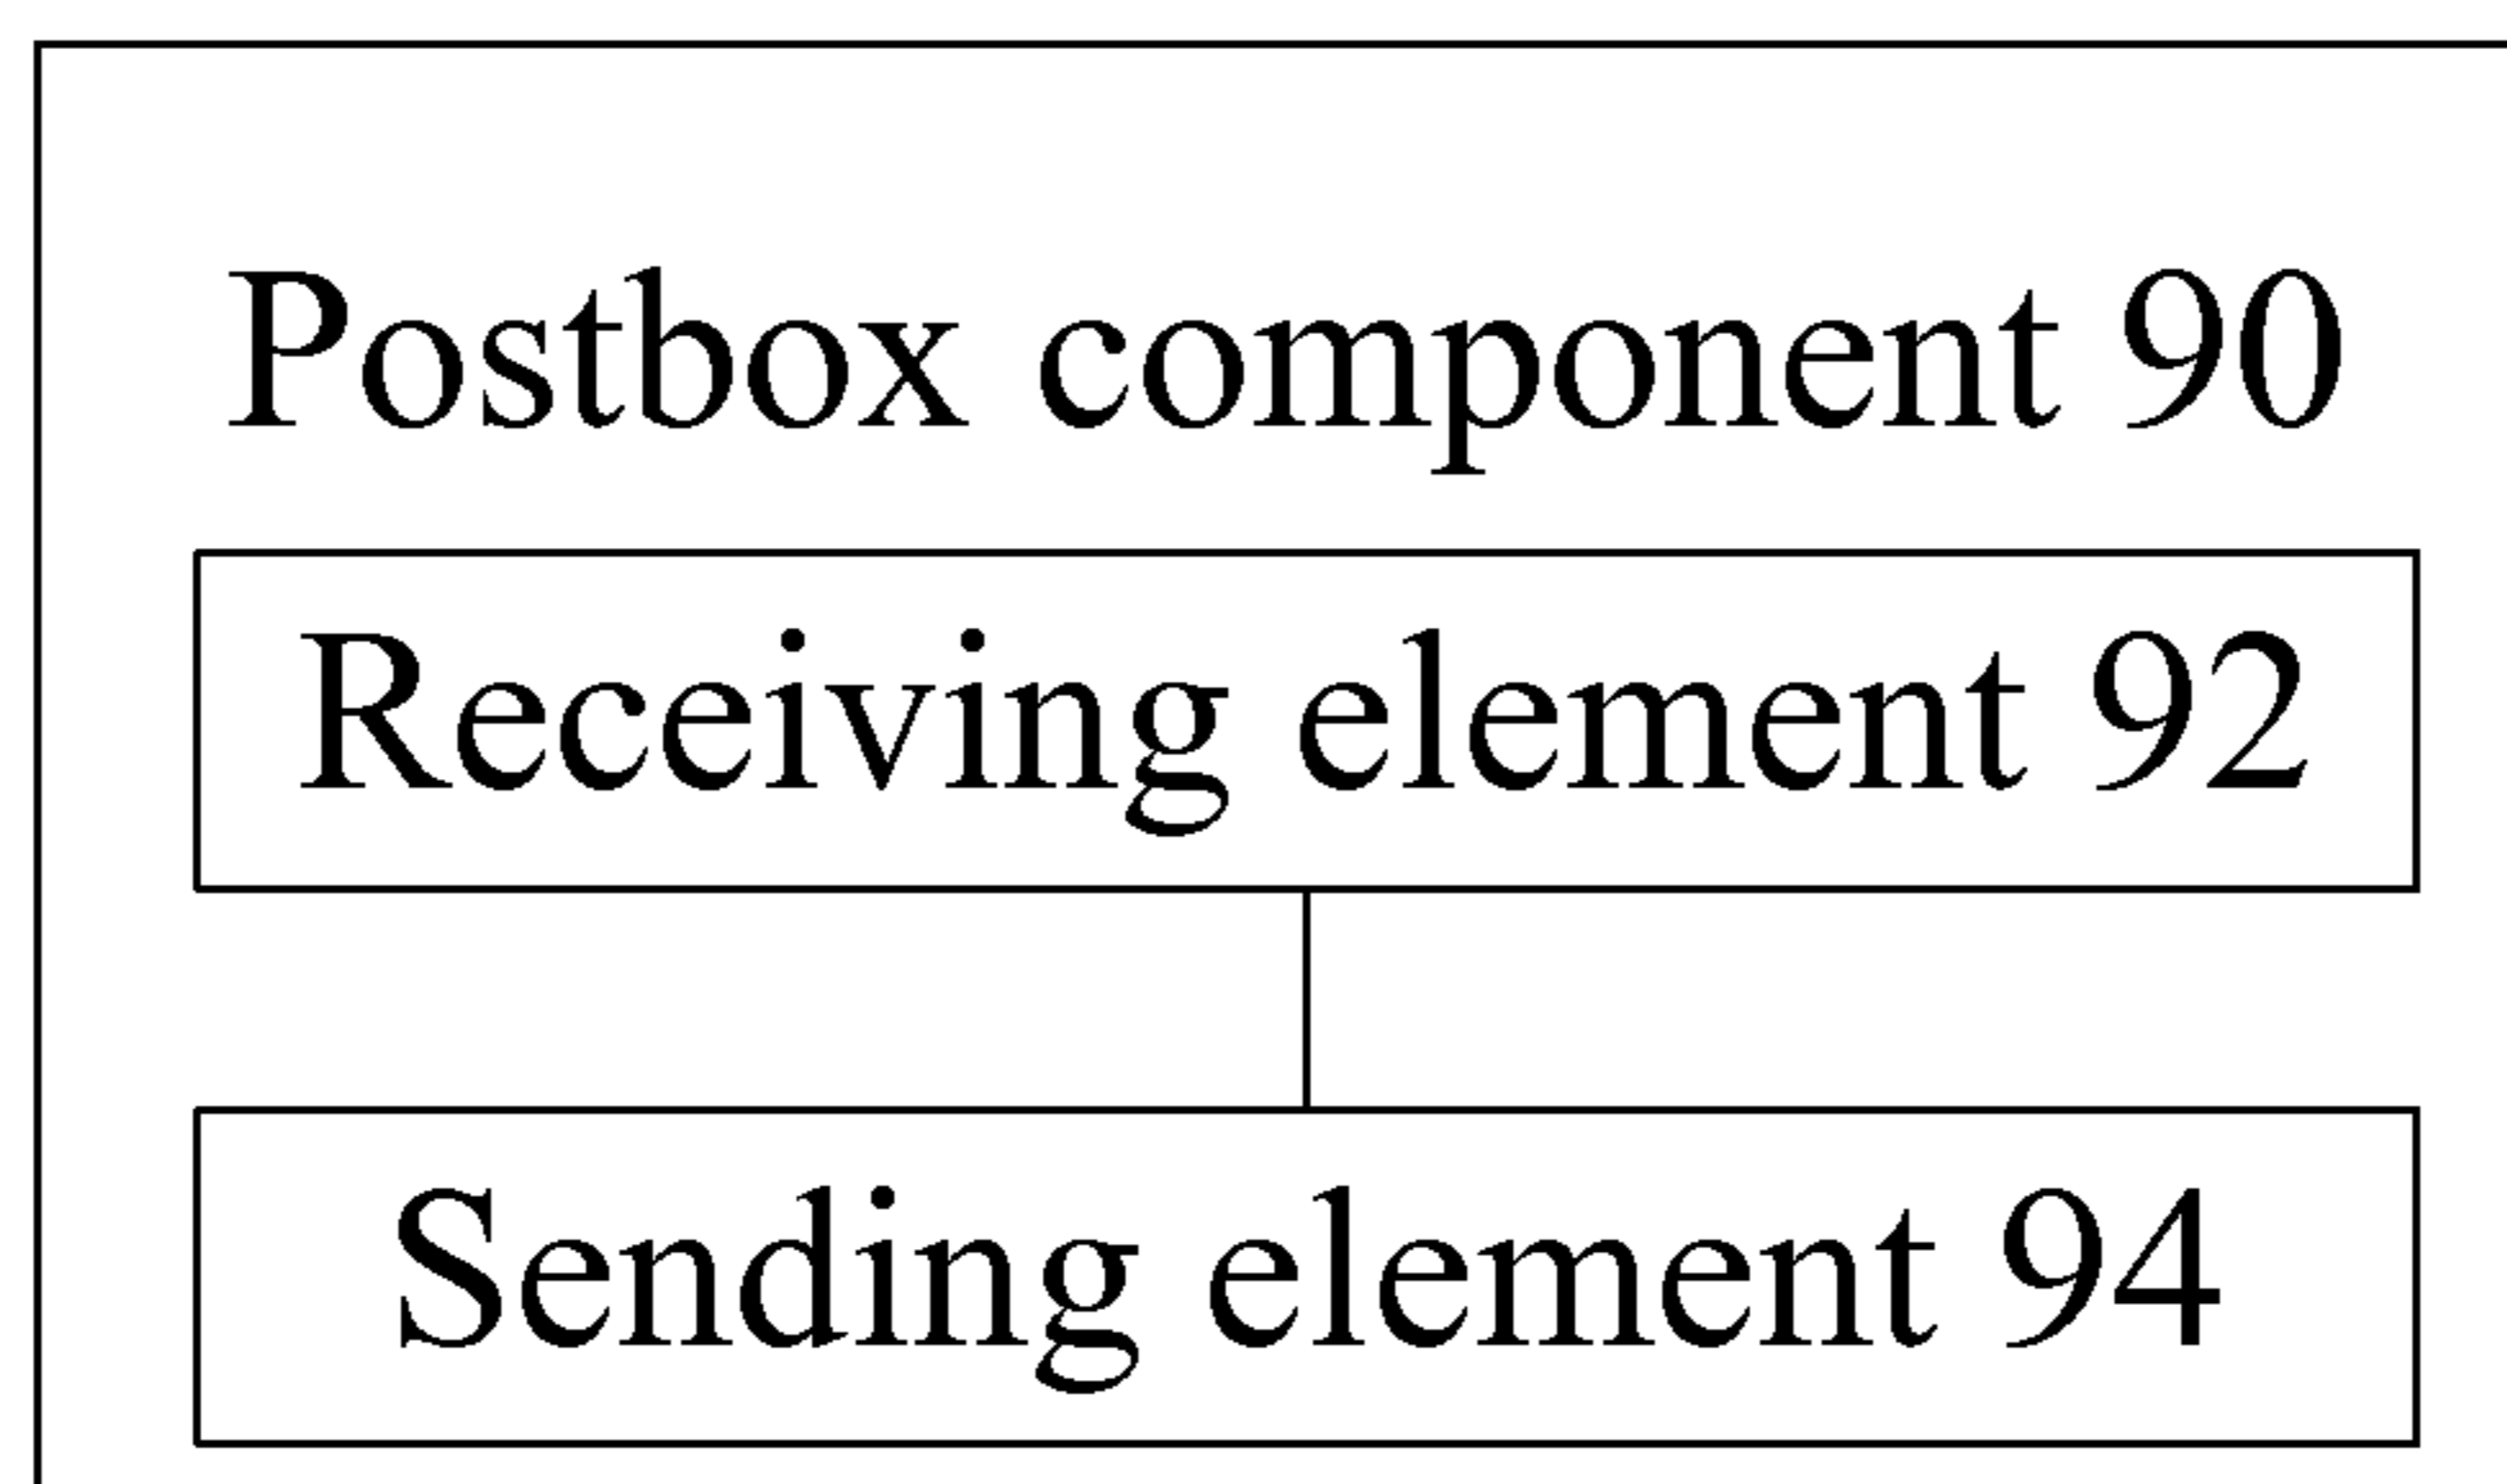 Postbox component 90
Receiving element 92
Sending element 94